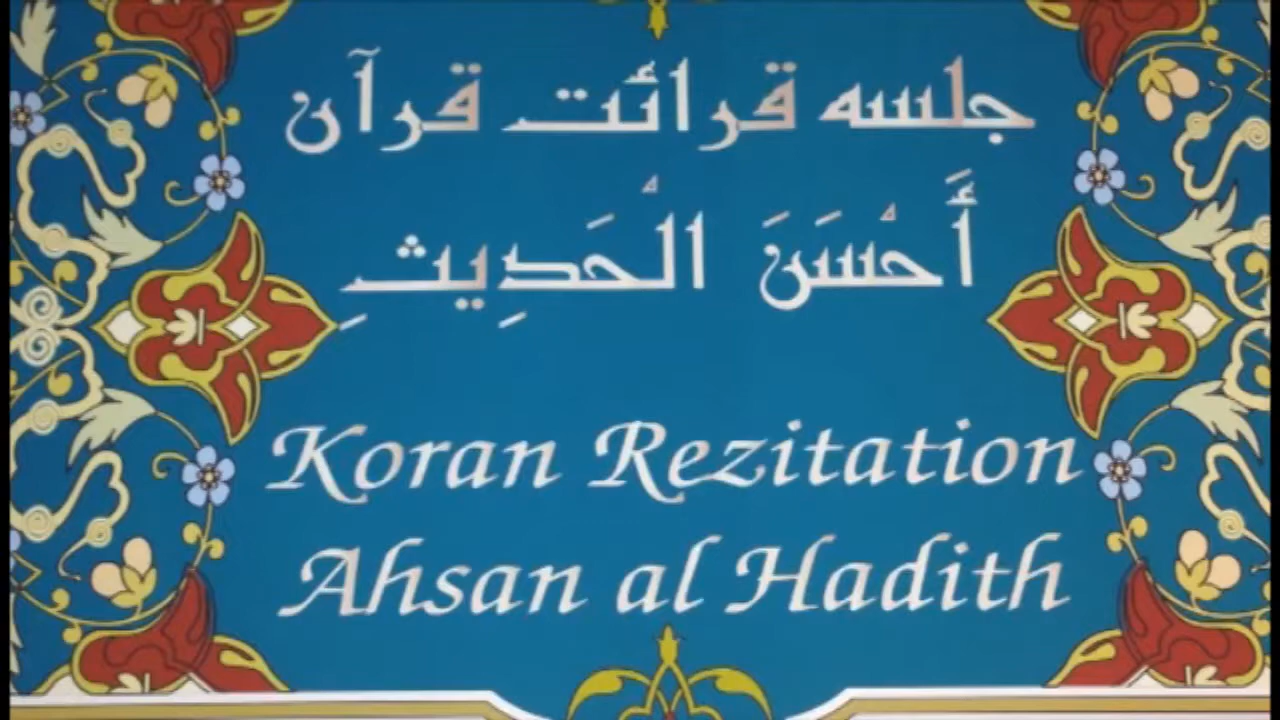 جلسه قرائت قرآن
أَحْسَنَ الْحَدِيثِ
Koran Rezitation
Ahsan al Hadith